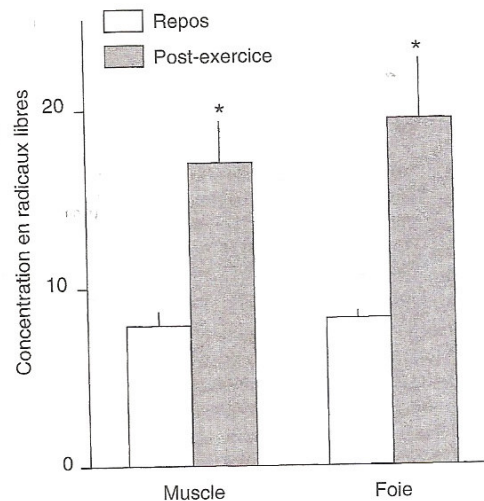 Repos
Post-exercice
Concentration en radicaux libres
20
10
0
*
*
Muscle
Foie